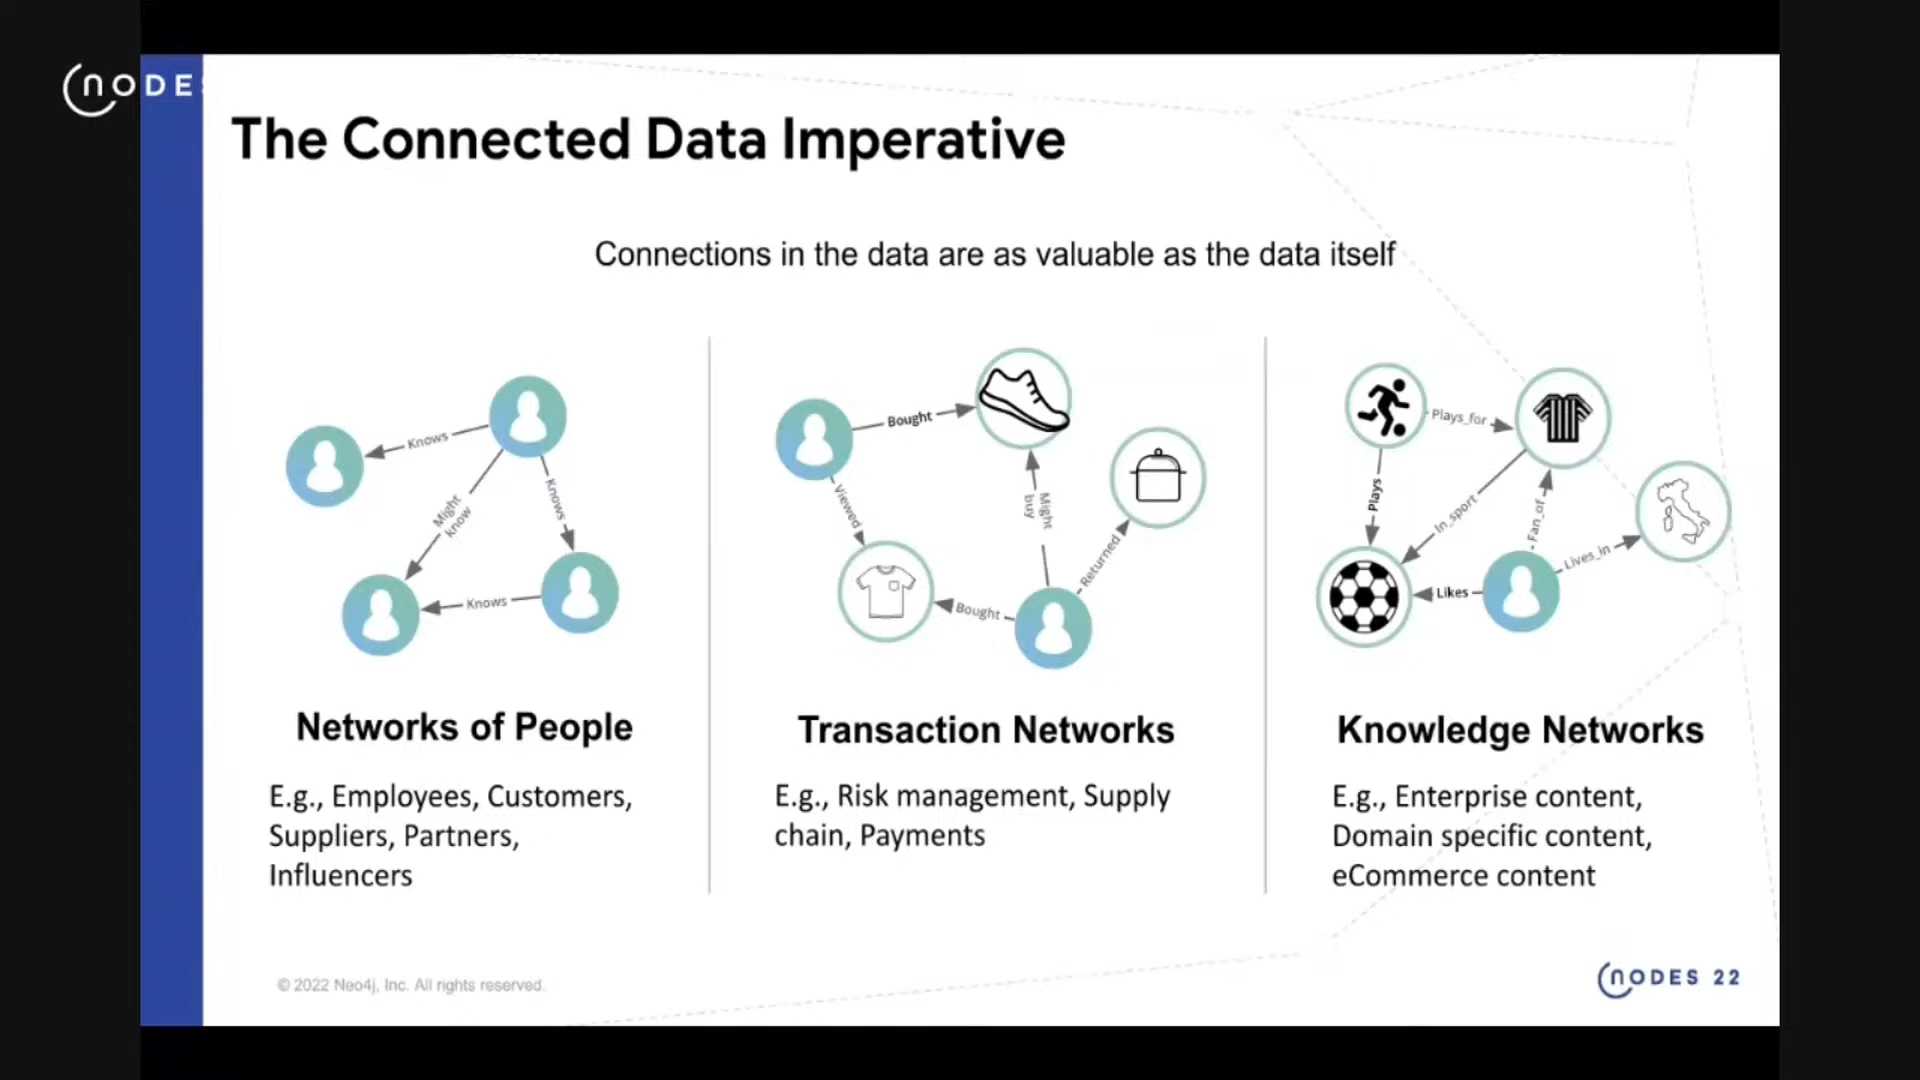 NODES
The Connected Data Imperative
Connections in the data are as valuable as the data itself
Knows
Might
know
Knows
Knows
Bought
Viewed
Might
buy
Returned
Bought
Plays_for
Plays
In_sport
Fan_of
Lives_in
Likes
Networks of People
E.g., Employees, Customers,
Suppliers, Partners,
Influencers
Transaction Networks
E.g., Risk management, Supply
chain, Payments
Knowledge Networks
E.g., Enterprise content,
Domain specific content,
eCommerce content
© 2022 Neo4j, Inc. All rights reserved.
NODES 22